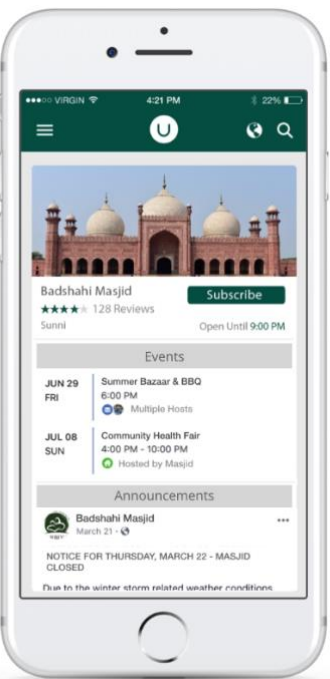 VIRGIN 4:21 PM 22%
U
Badshahi Masjid
Subscribe
128 Reviews
Sunni
Open Until 9:00 PM
Events
JUN 29
FRI
Summer Bazaar & BBQ
6:00 PM
Multiple Hosts
JUL 08
SUN
Community Health Fair
4:00 PM - 10:00 PM
Hosted by Masjid
Announcements
Badshahi Masjid
March 21 -
NOTICE FOR THURSDAY, MARCH 22 - MASJID
CLOSED
Due to the winter storm related weather conditions